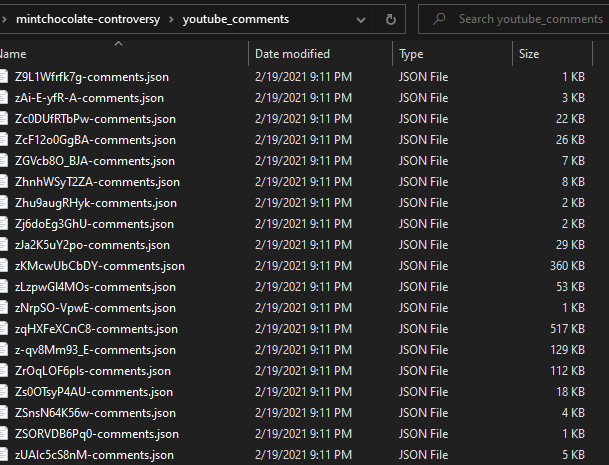 mintchocolate-controversy > youtube_comments Search youtube_comments
Name Date modified Type Size
Z9L1Wfrfk7g-comments.json 2/19/2021 9:11 PM JSON File 1 KB
zAi-E-yfR-A-comments.json 2/19/2021 9:11 PM JSON File 3 KB
Zc0DUfRTbPw-comments.json 2/19/2021 9:11 PM JSON File 22 KB
ZcF12o0GgBA-comments.json 2/19/2021 9:11 PM JSON File 26 KB
ZGVcb8O_BJA-comments.json 2/19/2021 9:11 PM JSON File 7 KB
ZhnhWSyT2ZA-comments.json 2/19/2021 9:11 PM JSON File 8 KB
Zhu9augRHyk-comments.json 2/19/2021 9:11 PM JSON File 2 KB
Zj6doEg3GhU-comments.json 2/19/2021 9:11 PM JSON File 2 KB
zJa2K5uY2po-comments.json 2/19/2021 9:11 PM JSON File 29 KB
zKMcwUbCbDY-comments.json 2/19/2021 9:11 PM JSON File 360 KB
zLzpwGl4MOs-comments.json 2/19/2021 9:11 PM JSON File 53 KB
zNrpSO-VpwE-comments.json 2/19/2021 9:11 PM JSON File 1 KB
zqHXFeXCnC8-comments.json 2/19/2021 9:11 PM JSON File 517 KB
z-qv8Mm93_E-comments.json 2/19/2021 9:11 PM JSON File 129 KB
ZrOqLOF6pls-comments.json 2/19/2021 9:11 PM JSON File 112 KB
Zs0OTsyP4AU-comments.json 2/19/2021 9:11 PM JSON File 18 KB
ZSnsN64K56w-comments.json 2/19/2021 9:11 PM JSON File 4 KB
ZSORVDB6Pq0-comments.json 2/19/2021 9:11 PM JSON File 1 KB
zUAlc5cS8nM-comments.json 2/19/2021 9:11 PM JSON File 5 KB